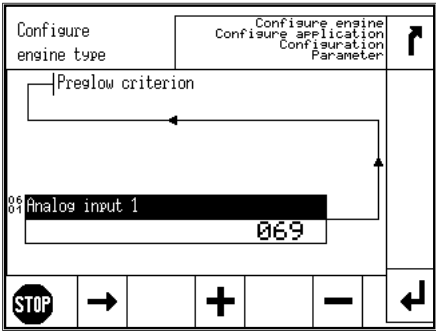 Configure
engine type
Configure engine
Configure application
Configuration
Parameter
Preglow criterion
06
01
Analog input 1
069
STOP